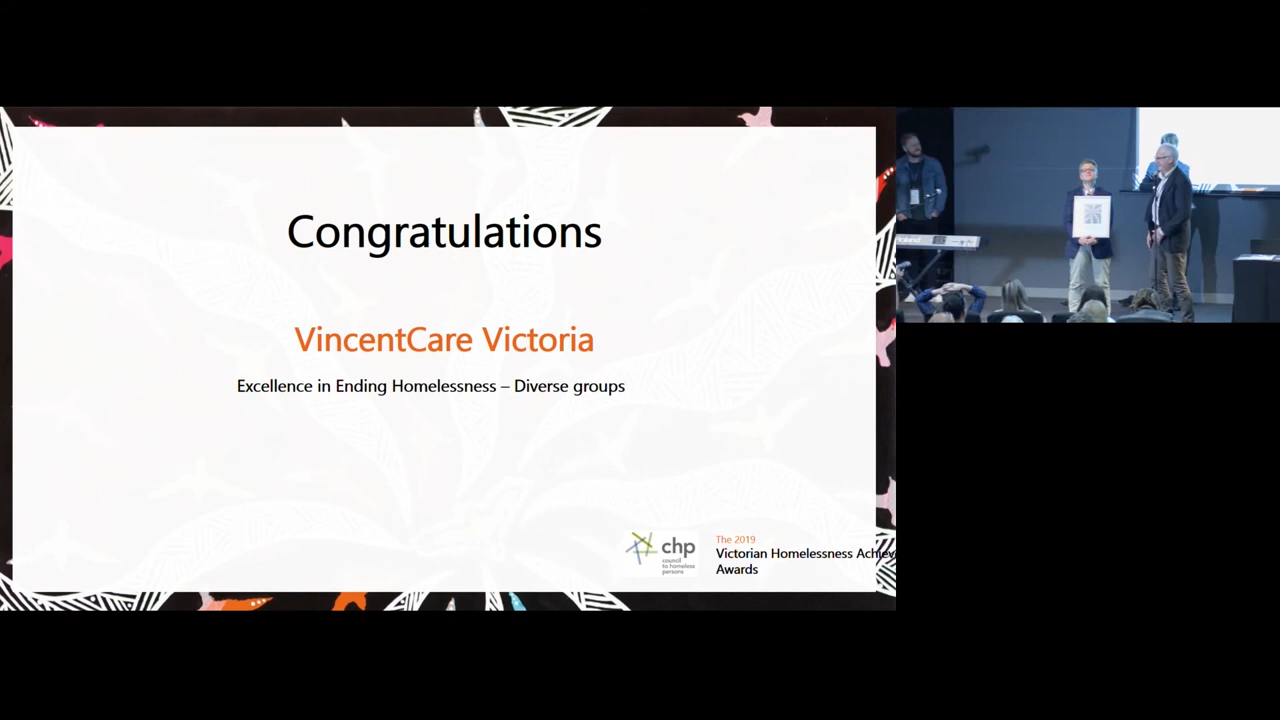 Congratulations
VincentCare Victoria
Excellence in Ending Homelessness – Diverse groups
chp
council
to homeless
persons
The 2019
Victorian Homelessness Achiev
Awards
Roland